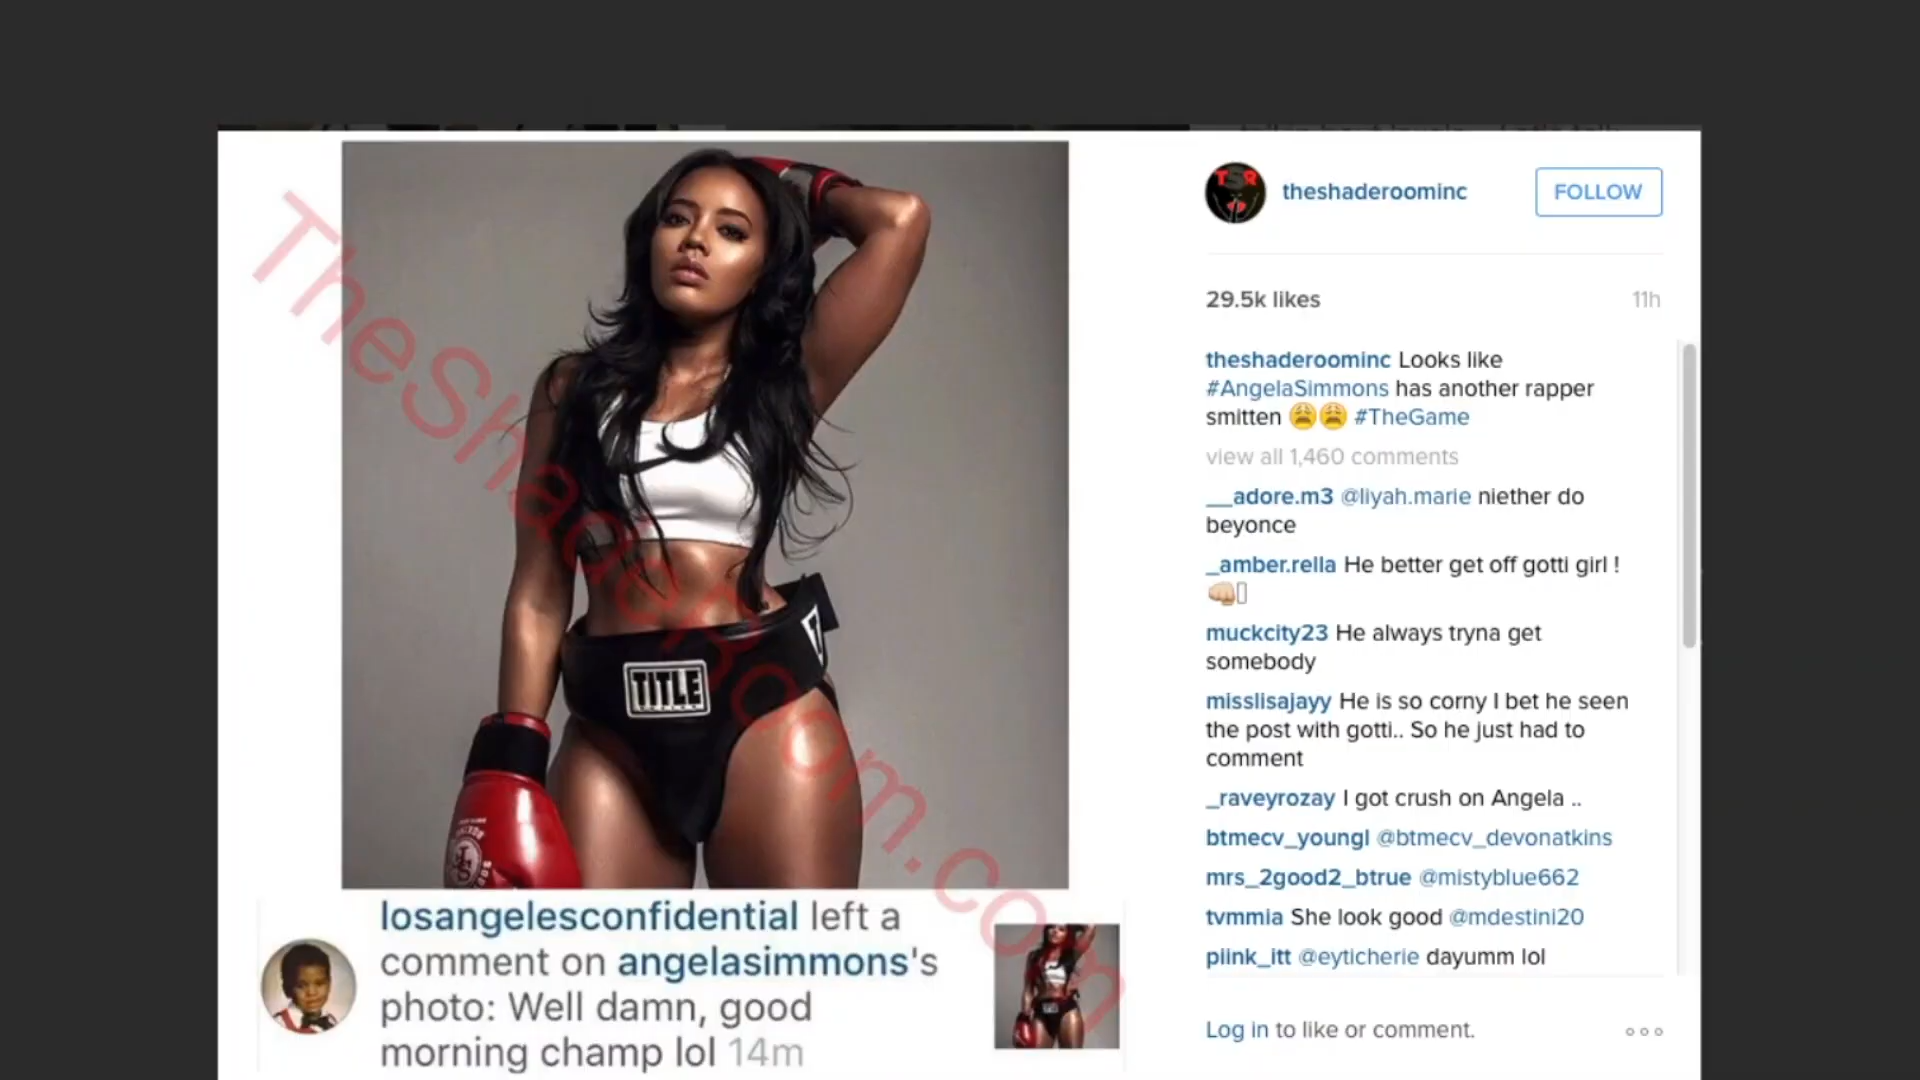 TheShadeRoom.com
TITLE
BOXING
losangelesconfidential left a
comment on angelasimmons's
photo: Well damn, good
morning champ lol 14m
TSR
theshaderoominc
FOLLOW
29.5k likes
11h
theshaderoominc Looks like
#AngelaSimmons has another rapper
smitten 😩😩 #TheGame
view all 1,460 comments
__adore.m3 @liyah.marie niether do
beyonce
_amber.rella He better get off gotti girl !
👊🏼
muckcity23 He always tryna get
somebody
misslisajayy He is so corny I bet he seen
the post with gotti.. So he just had to
comment
_raveyrozay I got crush on Angela ..
btmecv_youngl @btmecv_devonatkins
mrs_2good2_btrue @mistyblue662
tvmmia She look good @mdestini20
piink_itt @eyticherie dayumm lol
Log in to like or comment.